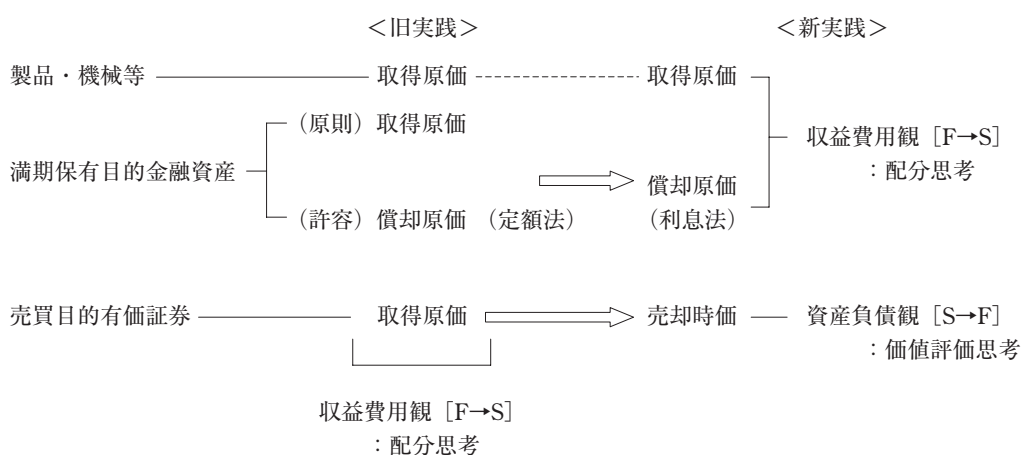 ＜旧実践＞ ＜新実践＞
製品・機械等 取得原価 取得原価
（原則）取得原価
収益費用観［F→S］
満期保有目的金融資産 ：配分思考
償却原価
（許容）償却原価 （定額法） （利息法）
売買目的有価証券 取得原価 売却時価 資産負債観［S→F］
：価値評価思考
収益費用観［F→S］
：配分思考